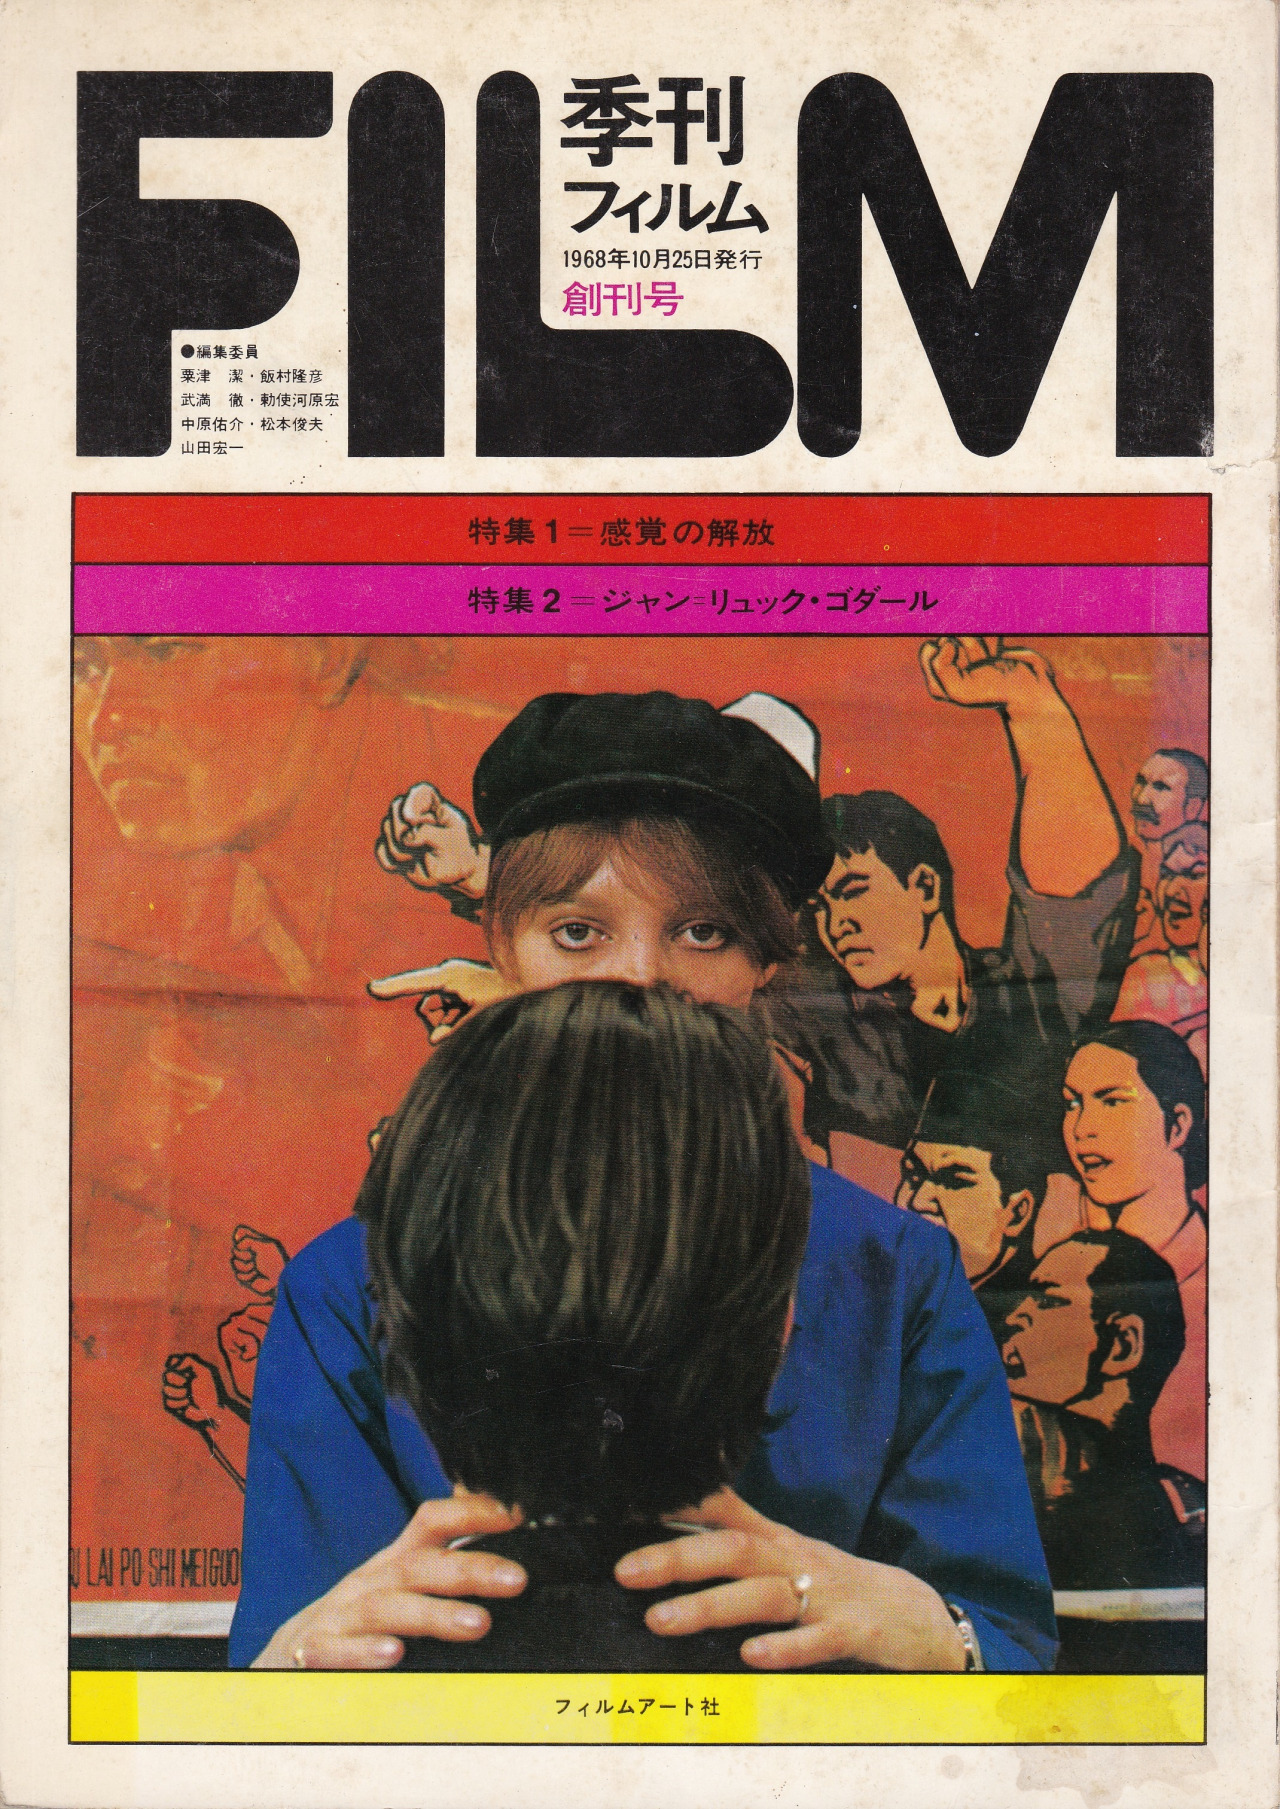 FILM
季刊
フィルム
1968年10月25日発行
創刊号
●編集委員
粟津　潔・飯村隆彦
武満　徹・勅使河原宏
中原佑介・松本俊夫
山田宏一
特集1＝感覚の解放
特集2＝ジャン＝リュック・ゴダール
LAI PO SHI MEIGUO
フィルムアート社